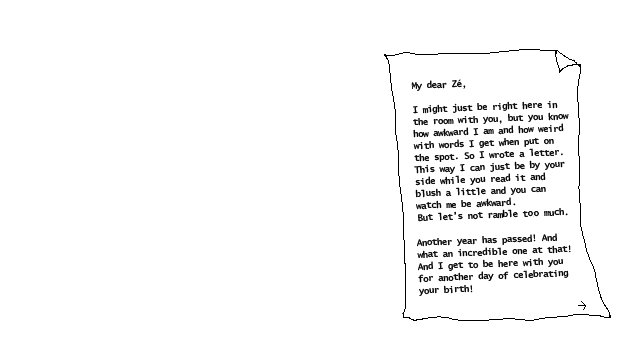 My dear Zé,
I might just be right here in
the room with you, but you know
how awkward I am and how weird
with words I get when put on
the spot. So I wrote a letter.
This way I can just be by your
side while you read it and
blush a little and you can
watch me be awkward.
But let's not ramble too much.
Another year has passed! And
what an incredible one at that!
And I get to be here with you
for another day of celebrating
your birth!